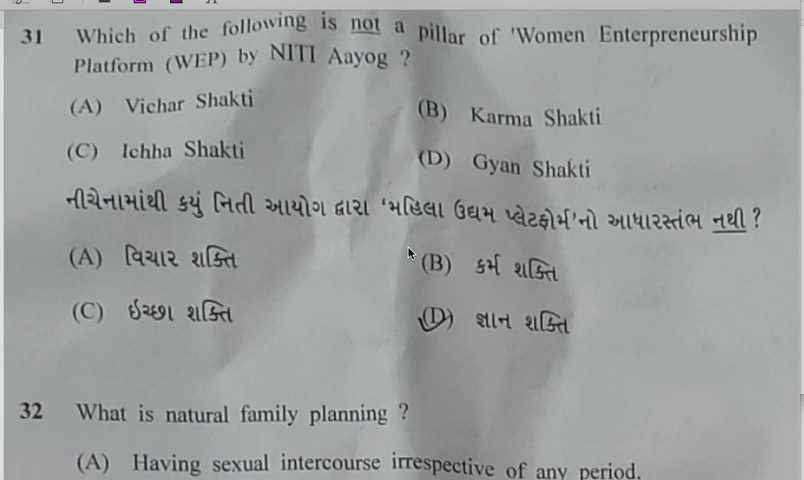 31 Which of the following is not a pillar of 'Women Enterpreneurship
Platform (WEP) by NITI Aayog ?
(A) Vichar Shakti (B) Karma Shakti
(C) Ichha Shakti (D) Gyan Shakti
નીચેનામાંથી કયું નિતી આયોગ દ્વારા ‘મહિલા ઉદ્યમ પ્લેટફોર્મ’નો આધારસ્તંભ નથી ?
(A) વિચાર શક્તિ (B) કર્મ શક્તિ
(C) ઈચ્છા શક્તિ (D) જ્ઞાન શક્તિ
32 What is natural family planning ?
(A) Having sexual intercourse irrespective of any period.